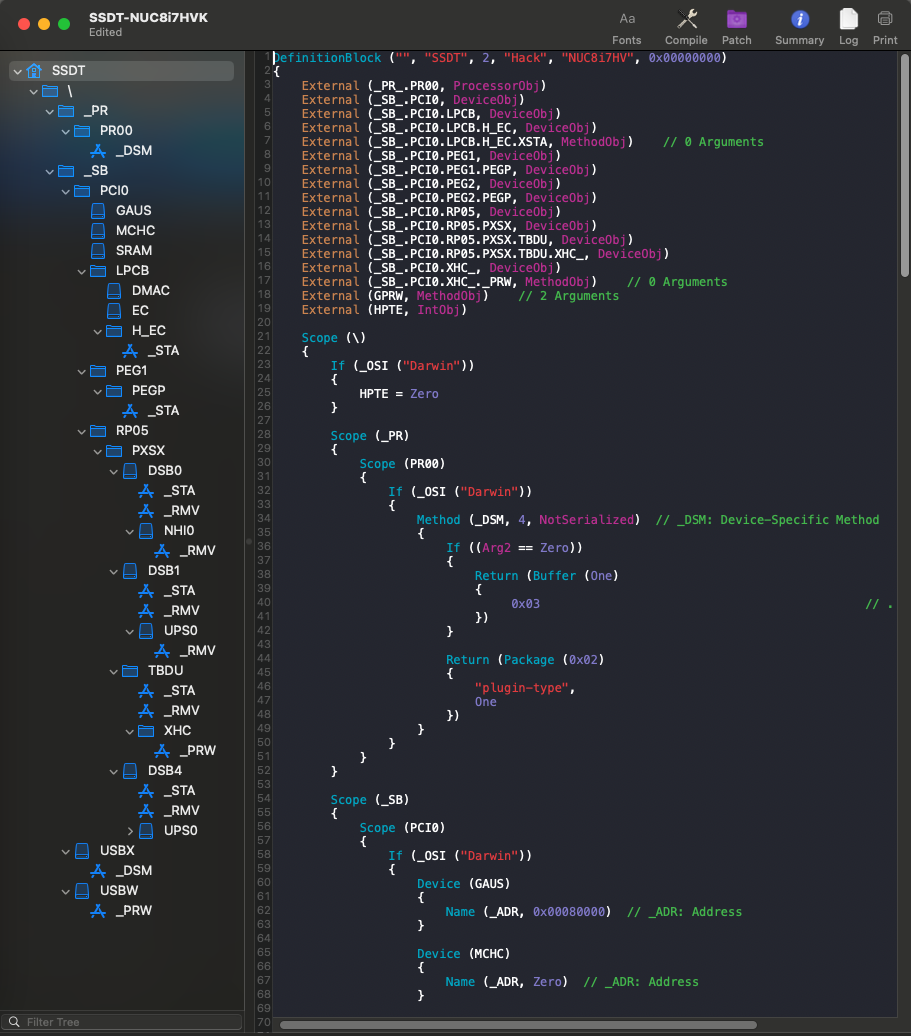 SSDT-NUC8i7HVK
Edited
Aa
Fonts
Compile
Patch
Summary
Log
Print
SSDT
\
_PR
PR00
_DSM
_SB
PCI0
GAUS
MCHC
SRAM
LPCB
DMAC
EC
H_EC
_STA
PEG1
PEGP
_STA
RP05
PXSX
DSB0
_STA
_RMV
NHI0
_RMV
DSB1
_STA
_RMV
UPS0
_RMV
TBDU
_STA
_RMV
XHC
_PRW
DSB4
_STA
_RMV
UPS0
USBX
_DSM
USBW
_PRW
Filter Tree
1 DefinitionBlock ("", "SSDT", 2, "Hack", "NUC8i7HV", 0x00000000)
2 {
3 External (_PR_.PR00, ProcessorObj)
4 External (_SB_.PCI0, DeviceObj)
5 External (_SB_.PCI0.LPCB, DeviceObj)
6 External (_SB_.PCI0.LPCB.H_EC, DeviceObj)
7 External (_SB_.PCI0.LPCB.H_EC.XSTA, MethodObj) // 0 Arguments
8 External (_SB_.PCI0.PEG1, DeviceObj)
9 External (_SB_.PCI0.PEG1.PEGP, DeviceObj)
10 External (_SB_.PCI0.PEG2, DeviceObj)
11 External (_SB_.PCI0.PEG2.PEGP, DeviceObj)
12 External (_SB_.PCI0.RP05, DeviceObj)
13 External (_SB_.PCI0.RP05.PXSX, DeviceObj)
14 External (_SB_.PCI0.RP05.PXSX.TBDU, DeviceObj)
15 External (_SB_.PCI0.RP05.PXSX.TBDU.XHC_, DeviceObj)
16 External (_SB_.PCI0.XHC_, DeviceObj)
17 External (_SB_.PCI0.XHC_._PRW, MethodObj) // 0 Arguments
18 External (GPRW, MethodObj) // 2 Arguments
19 External (HPTE, IntObj)
20
21 Scope (\)
22 {
23 If (_OSI ("Darwin"))
24 {
25 HPTE = Zero
26 }
27
28 Scope (_PR)
29 {
30 Scope (PR00)
31 {
32 If (_OSI ("Darwin"))
33 {
34 Method (_DSM, 4, NotSerialized) // _DSM: Device-Specific Method
35 {
36 If ((Arg2 == Zero))
37 {
38 Return (Buffer (One)
39 {
40 0x03 // .
41 })
42 }
43
44 Return (Package (0x02)
45 {
46 "plugin-type",
47 One
48 })
49 }
50 }
51 }
52 }
53
54 Scope (_SB)
55 {
56 Scope (PCI0)
57 {
58 If (_OSI ("Darwin"))
59 {
60 Device (GAUS)
61 {
62 Name (_ADR, 0x00080000) // _ADR: Address
63 }
64
65 Device (MCHC)
66 {
67 Name (_ADR, Zero) // _ADR: Address
68 }
69
70